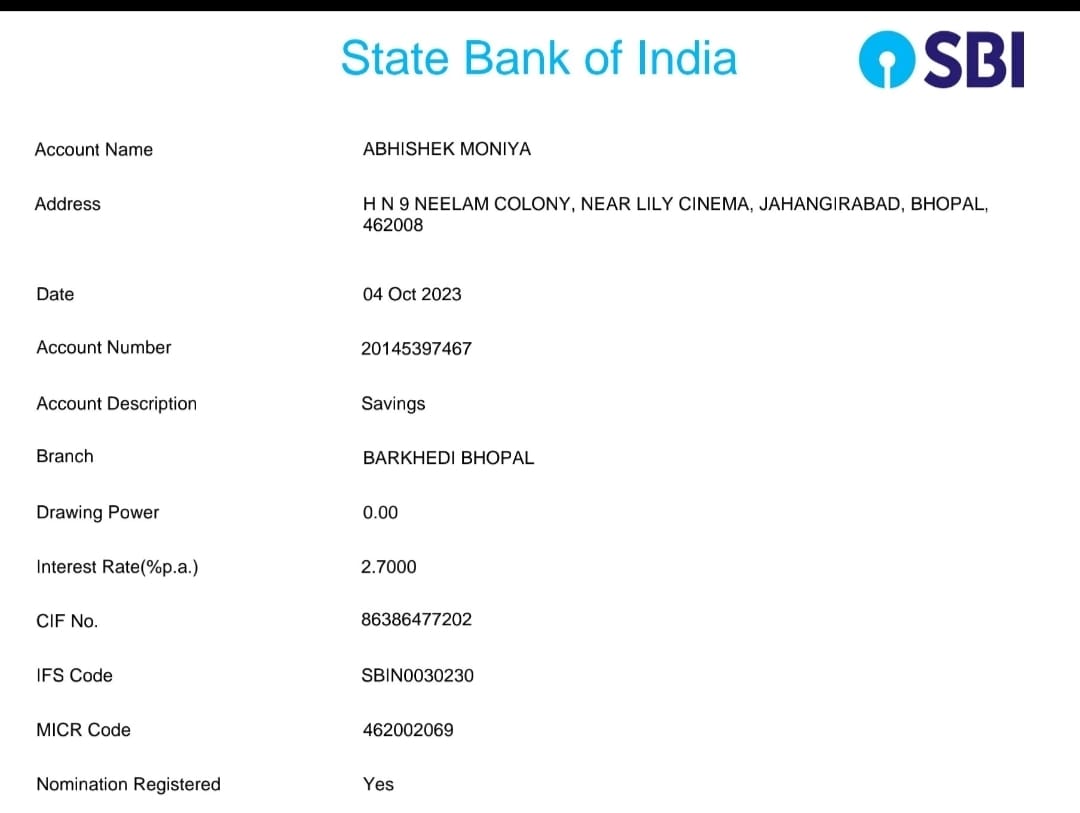 State Bank of India
SBI
Account Name ABHISHEK MONIYA
Address H N 9 NEELAM COLONY, NEAR LILY CINEMA, JAHANGIRABAD, BHOPAL,
462008
Date 04 Oct 2023
Account Number 20145397467
Account Description Savings
Branch BARKHEDI BHOPAL
Drawing Power 0.00
Interest Rate(%p.a.) 2.7000
CIF No. 86386477202
IFS Code SBIN0030230
MICR Code 462002069
Nomination Registered Yes